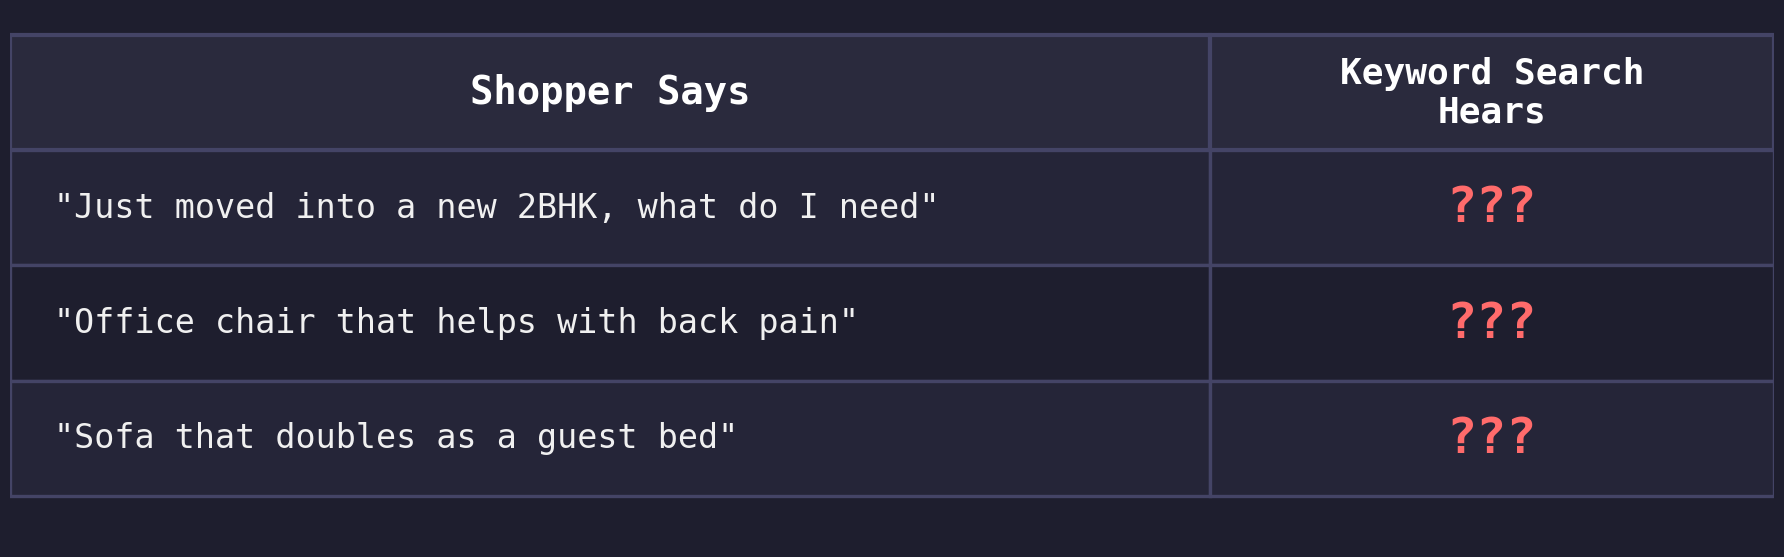 Shopper Says
Keyword Search
Hears
"Just moved into a new 2BHK, what do I need"
???
"Office chair that helps with back pain"
???
"Sofa that doubles as a guest bed"
???